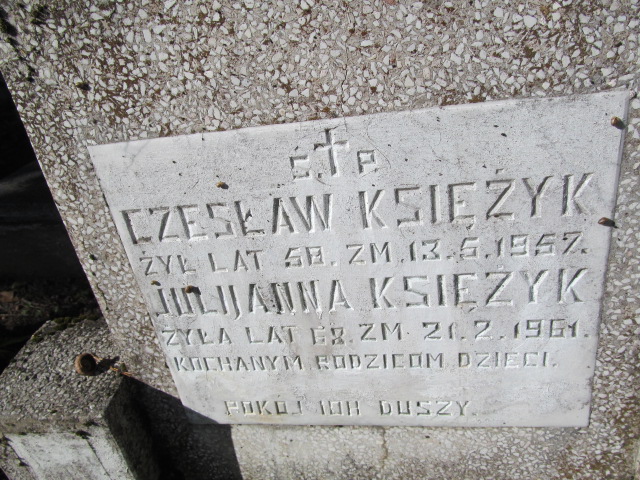 Ś. P.
CZESŁAW KSIĘŻYK
ŻYŁ LAT 58. ZM. 13.5.1957.
JULIJANNA KSIĘŻYK
ŻYŁA LAT 68. ZM 21.2.1961.
KOCHANYM RODZICOM DZIECI.
POKÓJ ICH DUSZY.